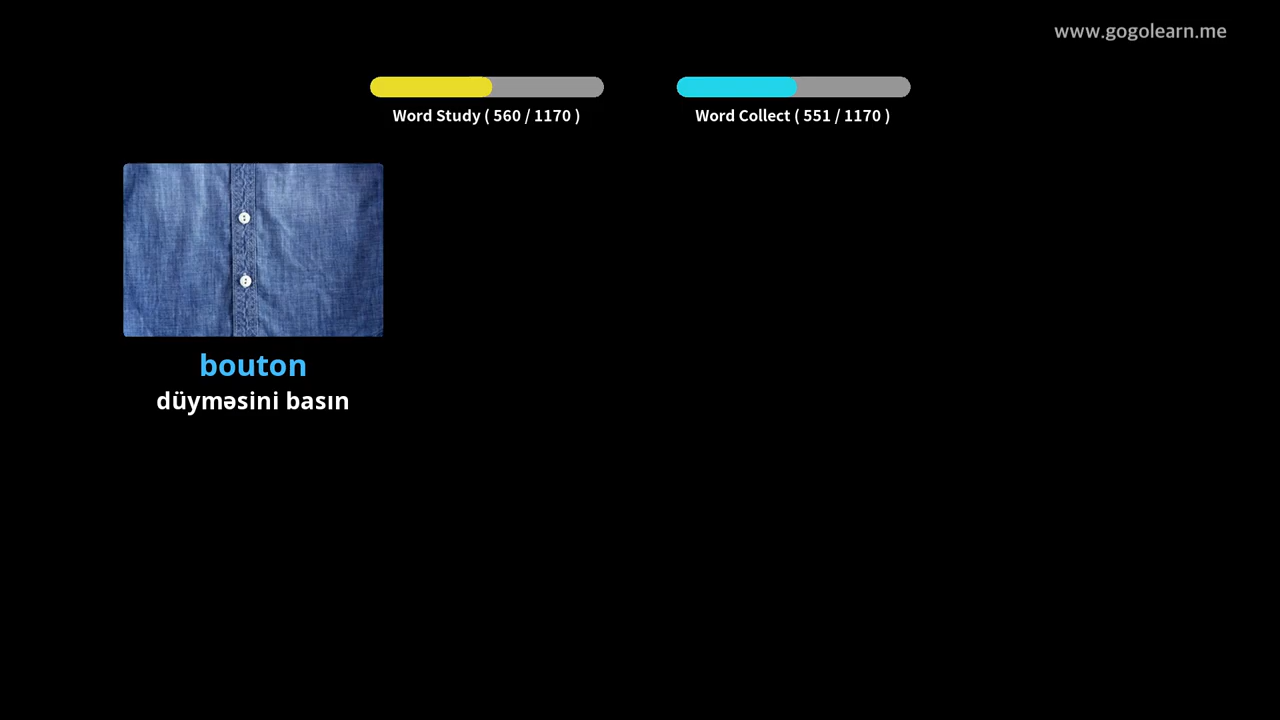 www.gogolearn.me
Word Study ( 560 / 1170 )
Word Collect ( 551 / 1170 )
bouton
düyməsini basın